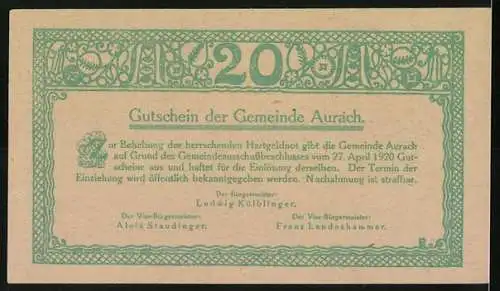 20
Gutschein der Gemeinde Aurach.
Zur Behebung der herrschenden Hartgeldnot gibt die Gemeinde Aurach
auf Grund des Gemeindeausschußbeschlusses vom 27. April 1920 Gut-
scheine aus und haftet für die Einlösung derselben. Der Termin der
Einziehung wird öffentlich bekanntgegeben werden. Nachahmung ist strafbar.
Der Bürgermeister:
Ludwig Külblinger.
Der Vize-Bürgermeister:
Alois Staudinger.
Der Vize-Bürgermeister:
Franz Landeshammer.